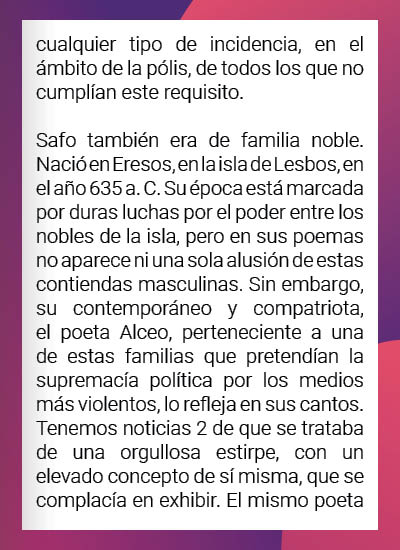 cualquier tipo de incidencia, en el
ámbito de la pólis, de todos los que no
cumplían este requisito.
Safo también era de familia noble.
Nació en Eresos, en la isla de Lesbos, en
el año 635 a. C. Su época está marcada
por duras luchas por el poder entre los
nobles de la isla, pero en sus poemas
no aparece ni una sola alusión de estas
contiendas masculinas. Sin embargo,
su contemporáneo y compatriota,
el poeta Alceo, perteneciente a una
de estas familias que pretendían la
supremacía política por los medios
más violentos, lo refleja en sus cantos.
Tenemos noticias 2 de que se trataba
de una orgullosa estirpe, con un
elevado concepto de sí misma, que se
complacía en exhibir. El mismo poeta